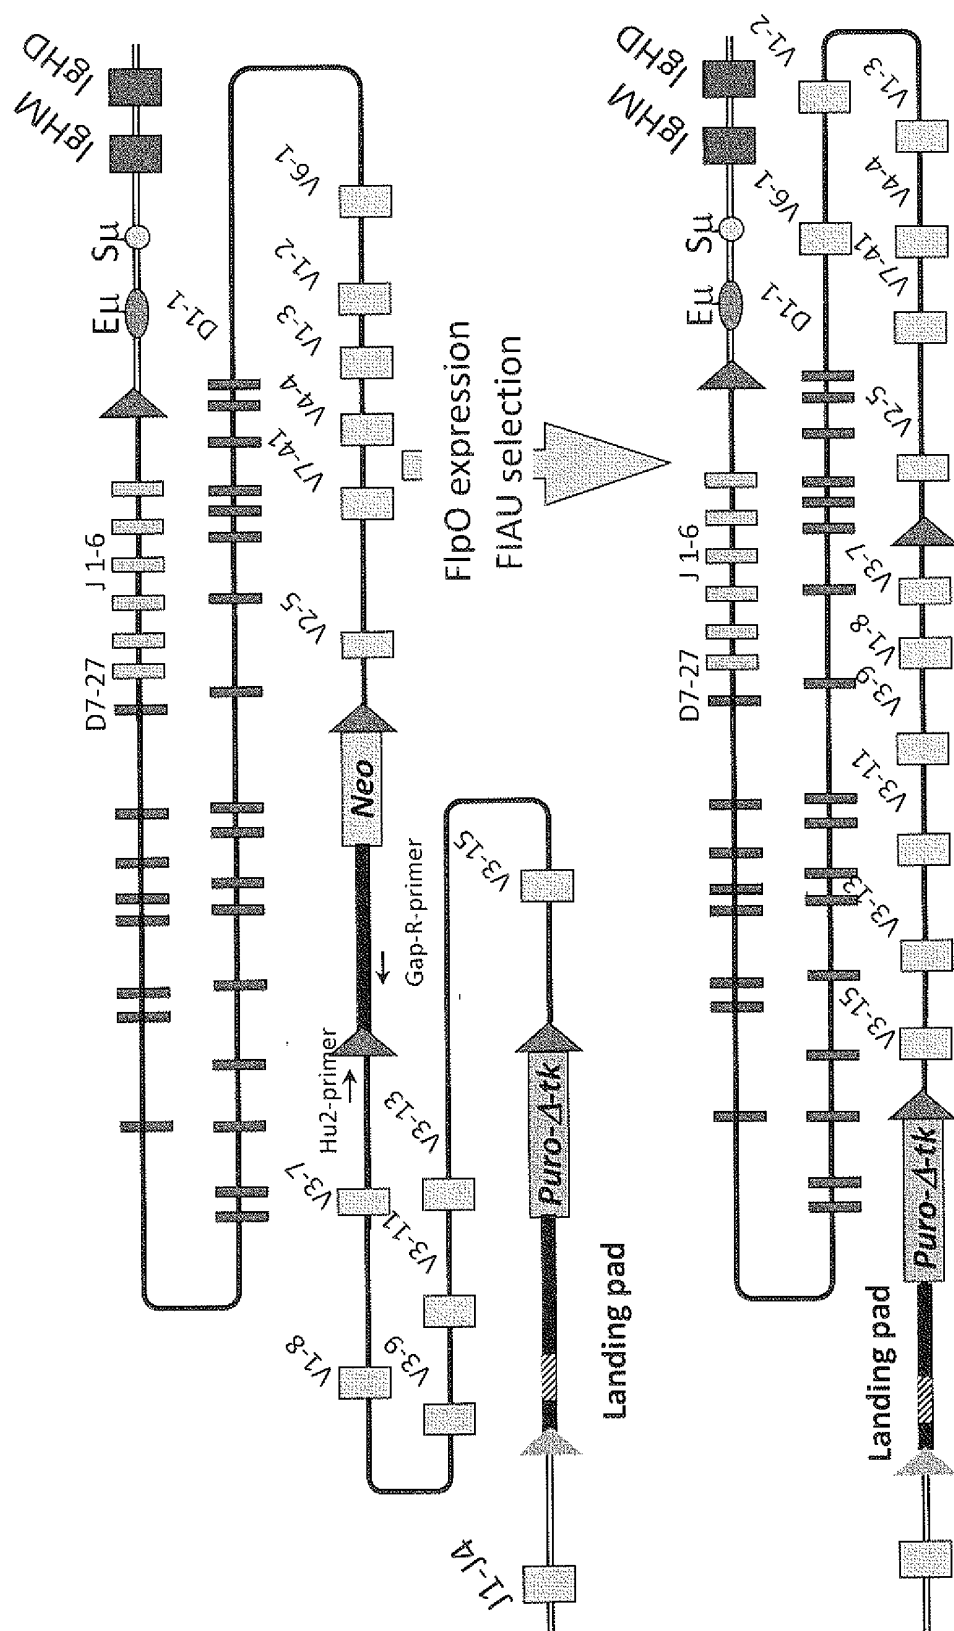 IgHD
IgHM
Sμ
Eμ
J 1-6
D7-27
D1-1
V6-1
V1-2
V1-3
V4-4
V7-41
V2-5
Neo
Gap-R-primer
Hu2-primer
V3-7
V1-8
V3-9
V3-11
V3-13
V3-15
Puro-Δ-tk
Landing pad
J1-J4
FlpO expression
FIAU selection
IgHD
IgHM
Sμ
Eμ
J 1-6
D7-27
D1-1
V6-1
V1-2
V1-3
V4-4
V7-41
V2-5
V3-7
V1-8
V3-9
V3-11
V3-13
V3-15
Puro-Δ-tk
Landing pad